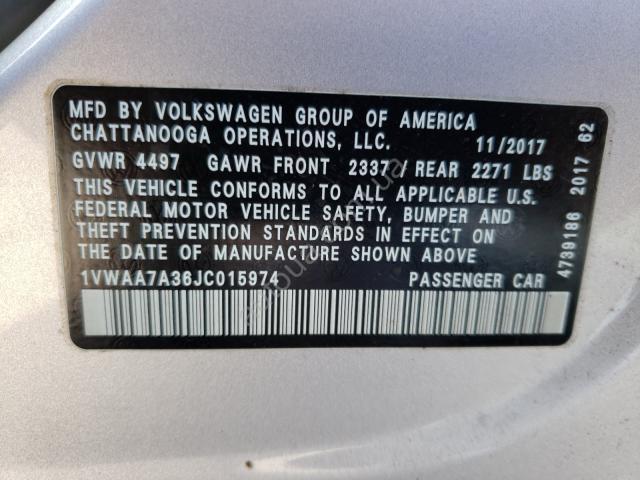 MFD BY VOLKSWAGEN GROUP OF AMERICA
CHATTANOOGA OPERATIONS, LLC. 11/2017
GVWR 4497 GAWR FRONT 2337 / REAR 2271 LBS
THIS VEHICLE CONFORMS TO ALL APPLICABLE U.S.
FEDERAL MOTOR VEHICLE SAFETY, BUMPER AND
THEFT PREVENTION STANDARDS IN EFFECT ON
THE DATE OF MANUFACTURE SHOWN ABOVE.
1VWAA7A36JC015974 PASSENGER CAR
4739186 2017 62